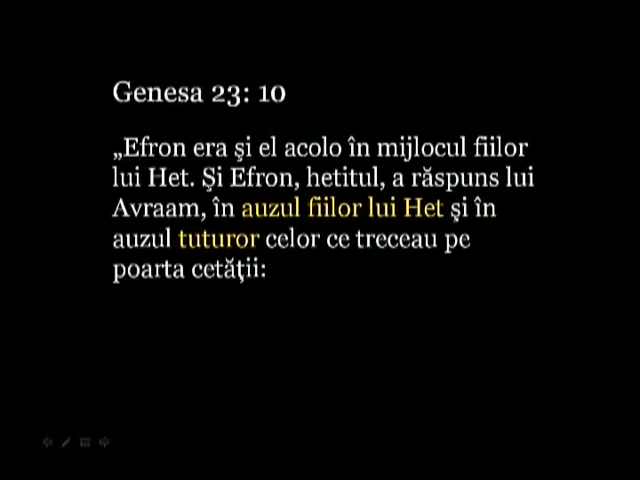 Genesa 23: 10
„Efron era şi el acolo în mijlocul fiilor
lui Het. Şi Efron, hetitul, a răspuns lui
Avraam, în auzul fiilor lui Het şi în
auzul tuturor celor ce treceau pe
poarta cetăţii: